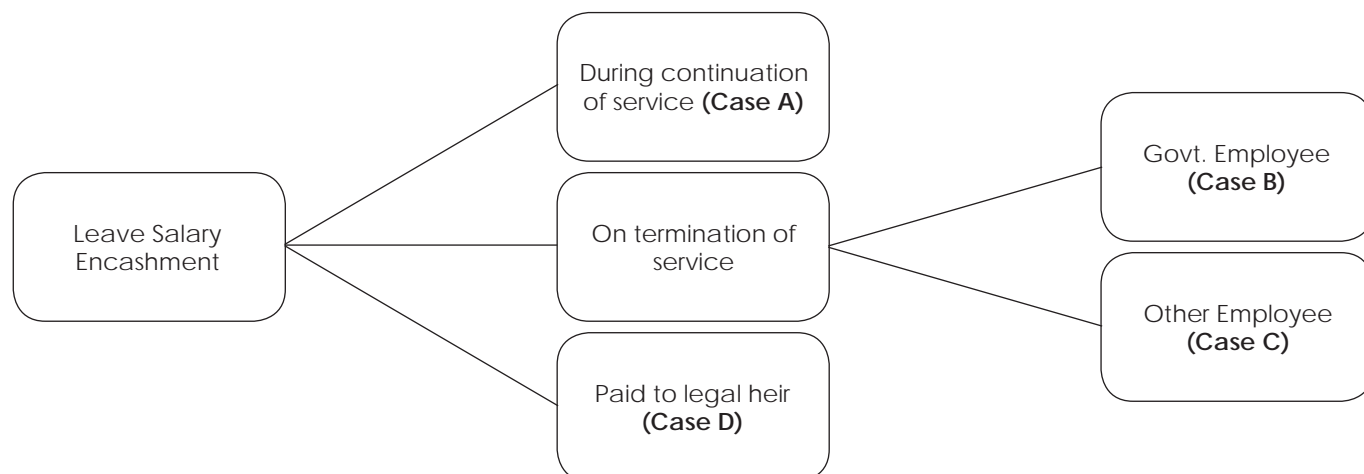 Leave Salary
Encashment
During continuation
of service (Case A)
On termination of
service
Paid to legal heir
(Case D)
Govt. Employee
(Case B)
Other Employee
(Case C)